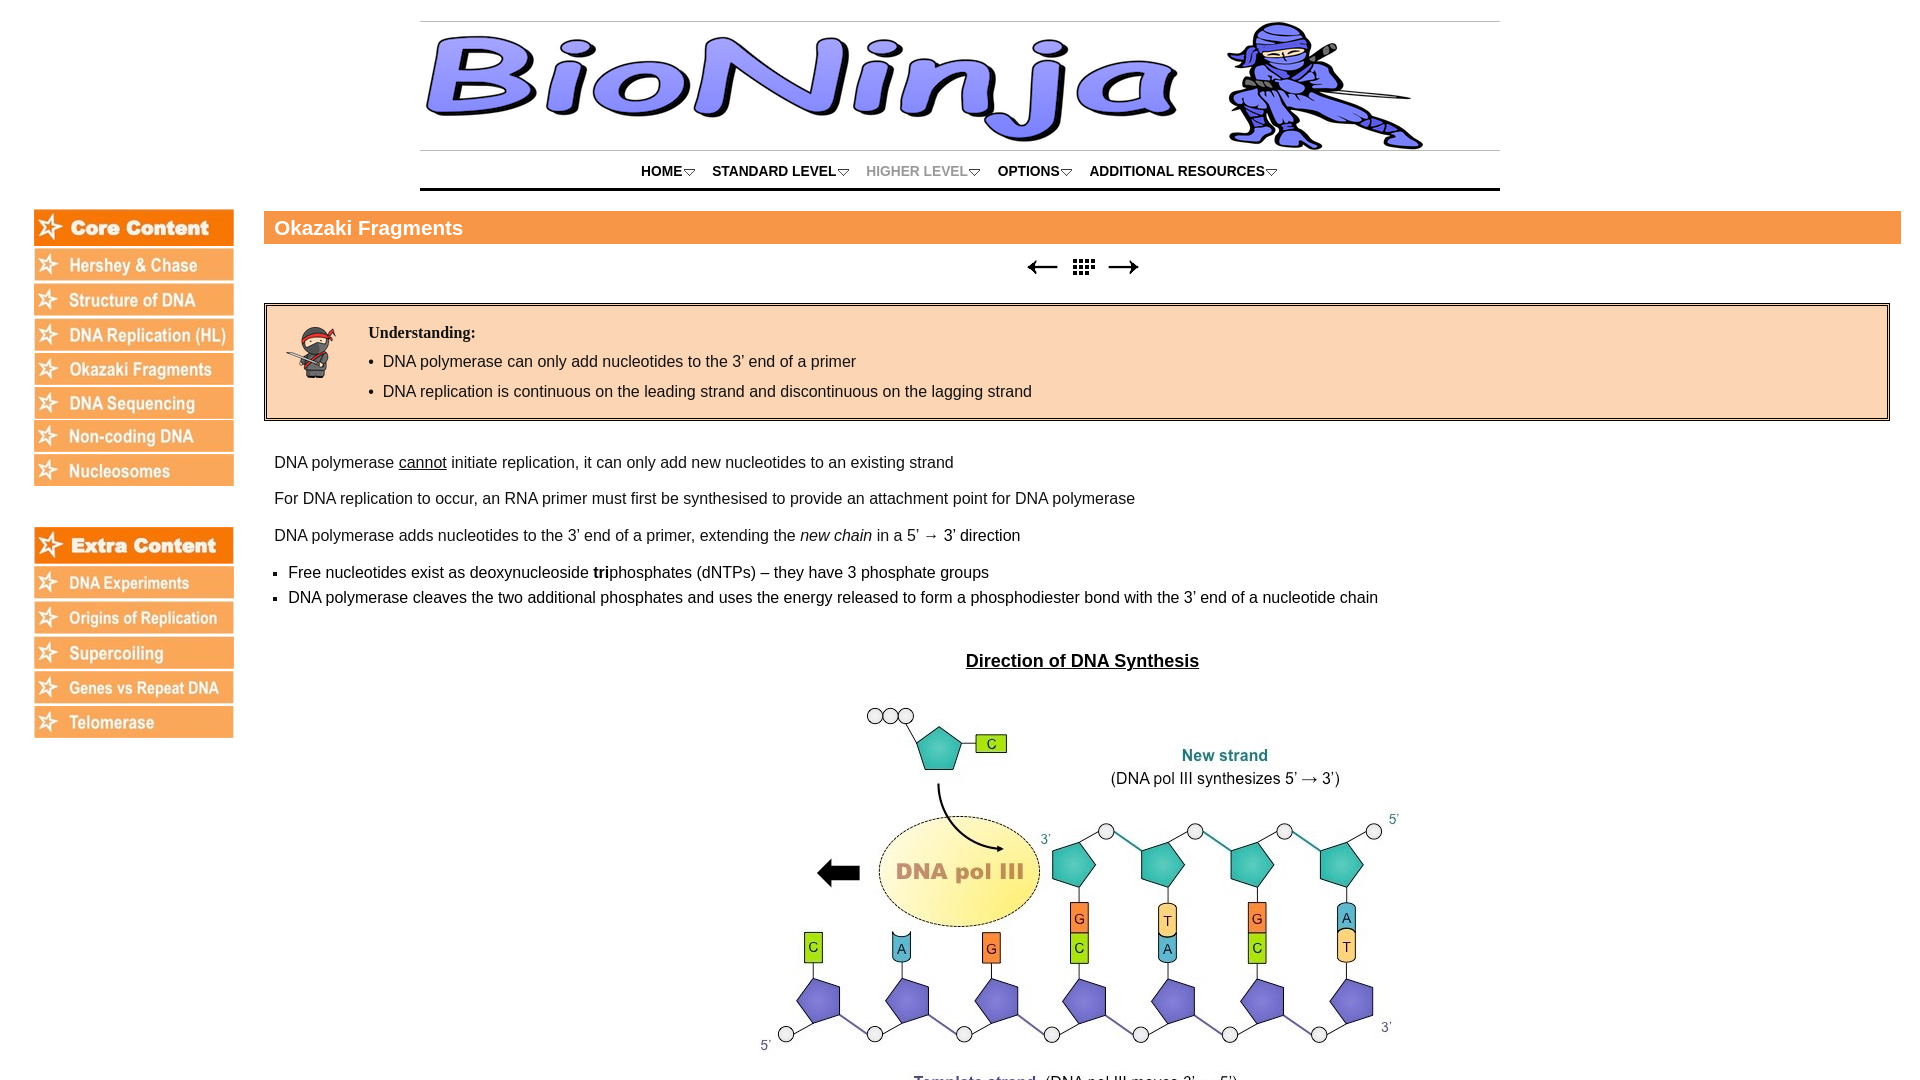 BioNinja
HOME STANDARD LEVEL HIGHER LEVEL OPTIONS ADDITIONAL RESOURCES
Core Content
Hershey & Chase
Structure of DNA
DNA Replication (HL)
Okazaki Fragments
DNA Sequencing
Non-coding DNA
Nucleosomes
Extra Content
DNA Experiments
Origins of Replication
Supercoiling
Genes vs Repeat DNA
Telomerase
Okazaki Fragments
Understanding:
• DNA polymerase can only add nucleotides to the 3’ end of a primer
• DNA replication is continuous on the leading strand and discontinuous on the lagging strand
DNA polymerase cannot initiate replication, it can only add new nucleotides to an existing strand
For DNA replication to occur, an RNA primer must first be synthesised to provide an attachment point for DNA polymerase
DNA polymerase adds nucleotides to the 3’ end of a primer, extending the new chain in a 5’ → 3’ direction
▪ Free nucleotides exist as deoxynucleoside triphosphates (dNTPs) – they have 3 phosphate groups
▪ DNA polymerase cleaves the two additional phosphates and uses the energy released to form a phosphodiester bond with the 3’ end of a nucleotide chain
Direction of DNA Synthesis
C
New strand
(DNA pol III synthesizes 5’ → 3’)
5’
3’
DNA pol III
G T G A
C A G C A C T
3’
5’
Template strand (DNA pol III moves 3’ → 5’)